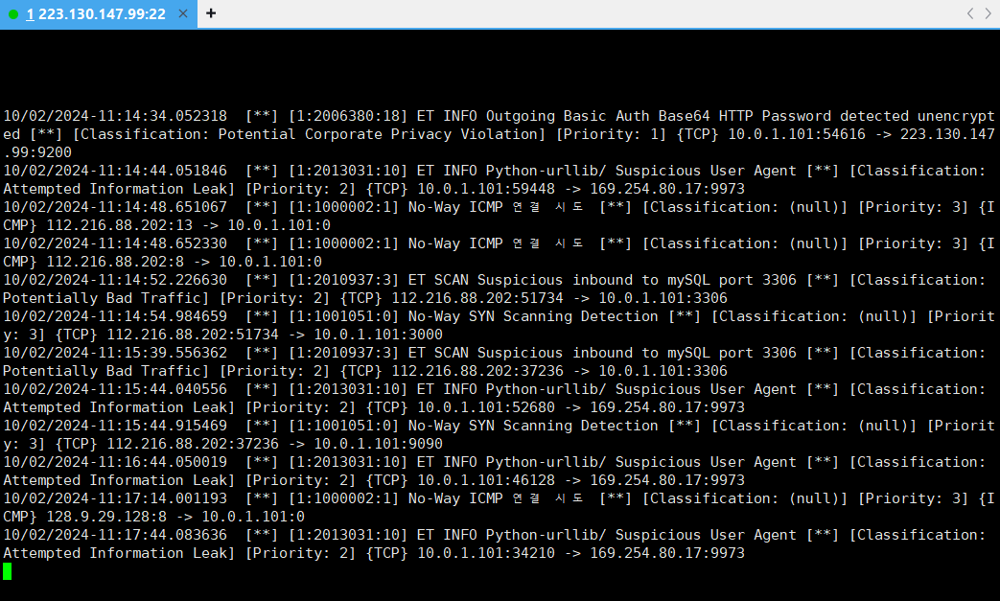 1 223.130.147.99:22 × +
10/02/2024-11:14:34.052318  [**] [1:2006380:18] ET INFO Outgoing Basic Auth Base64 HTTP Password detected unencrypt
ed [**] [Classification: Potential Corporate Privacy Violation] [Priority: 1] {TCP} 10.0.1.101:54616 -> 223.130.147
.99:9200
10/02/2024-11:14:44.051846  [**] [1:2013031:10] ET INFO Python-urllib/ Suspicious User Agent [**] [Classification:
Attempted Information Leak] [Priority: 2] {TCP} 10.0.1.101:59448 -> 169.254.80.17:9973
10/02/2024-11:14:48.651067  [**] [1:1000002:1] No-Way ICMP 연결 시도 [**] [Classification: (null)] [Priority: 3] {I
CMP} 112.216.88.202:13 -> 10.0.1.101:0
10/02/2024-11:14:48.652330  [**] [1:1000002:1] No-Way ICMP 연결 시도 [**] [Classification: (null)] [Priority: 3] {I
CMP} 112.216.88.202:8 -> 10.0.1.101:0
10/02/2024-11:14:52.226630  [**] [1:2010937:3] ET SCAN Suspicious inbound to mySQL port 3306 [**] [Classification:
Potentially Bad Traffic] [Priority: 2] {TCP} 112.216.88.202:51734 -> 10.0.1.101:3306
10/02/2024-11:14:54.984659  [**] [1:1001051:0] No-Way SYN Scanning Detection [**] [Classification: (null)] [Priorit
y: 3] {TCP} 112.216.88.202:51734 -> 10.0.1.101:3000
10/02/2024-11:15:39.556362  [**] [1:2010937:3] ET SCAN Suspicious inbound to mySQL port 3306 [**] [Classification:
Potentially Bad Traffic] [Priority: 2] {TCP} 112.216.88.202:37236 -> 10.0.1.101:3306
10/02/2024-11:15:44.040556  [**] [1:2013031:10] ET INFO Python-urllib/ Suspicious User Agent [**] [Classification:
Attempted Information Leak] [Priority: 2] {TCP} 10.0.1.101:52680 -> 169.254.80.17:9973
10/02/2024-11:15:44.915469  [**] [1:1001051:0] No-Way SYN Scanning Detection [**] [Classification: (null)] [Priorit
y: 3] {TCP} 112.216.88.202:37236 -> 10.0.1.101:9090
10/02/2024-11:16:44.050019  [**] [1:2013031:10] ET INFO Python-urllib/ Suspicious User Agent [**] [Classification:
Attempted Information Leak] [Priority: 2] {TCP} 10.0.1.101:46128 -> 169.254.80.17:9973
10/02/2024-11:17:14.001193  [**] [1:1000002:1] No-Way ICMP 연결 시도 [**] [Classification: (null)] [Priority: 3] {I
CMP} 128.9.29.128:8 -> 10.0.1.101:0
10/02/2024-11:17:44.083636  [**] [1:2013031:10] ET INFO Python-urllib/ Suspicious User Agent [**] [Classification:
Attempted Information Leak] [Priority: 2] {TCP} 10.0.1.101:34210 -> 169.254.80.17:9973